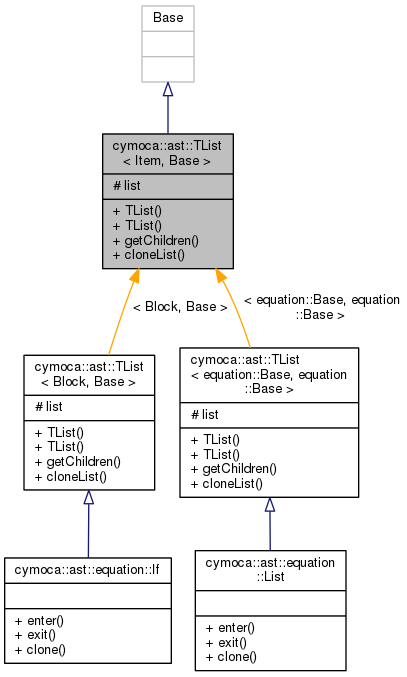 Base
cymoca::ast::TList
< Item, Base >
# list
+ TList()
+ TList()
+ getChildren()
+ cloneList()
< Block, Base >
< equation::Base, equation
::Base >
cymoca::ast::TList
< Block, Base >
# list
+ TList()
+ TList()
+ getChildren()
+ cloneList()
cymoca::ast::TList
< equation::Base, equation
::Base >
# list
+ TList()
+ TList()
+ getChildren()
+ cloneList()
cymoca::ast::equation::If
+ enter()
+ exit()
+ clone()
cymoca::ast::equation
::List
+ enter()
+ exit()
+ clone()